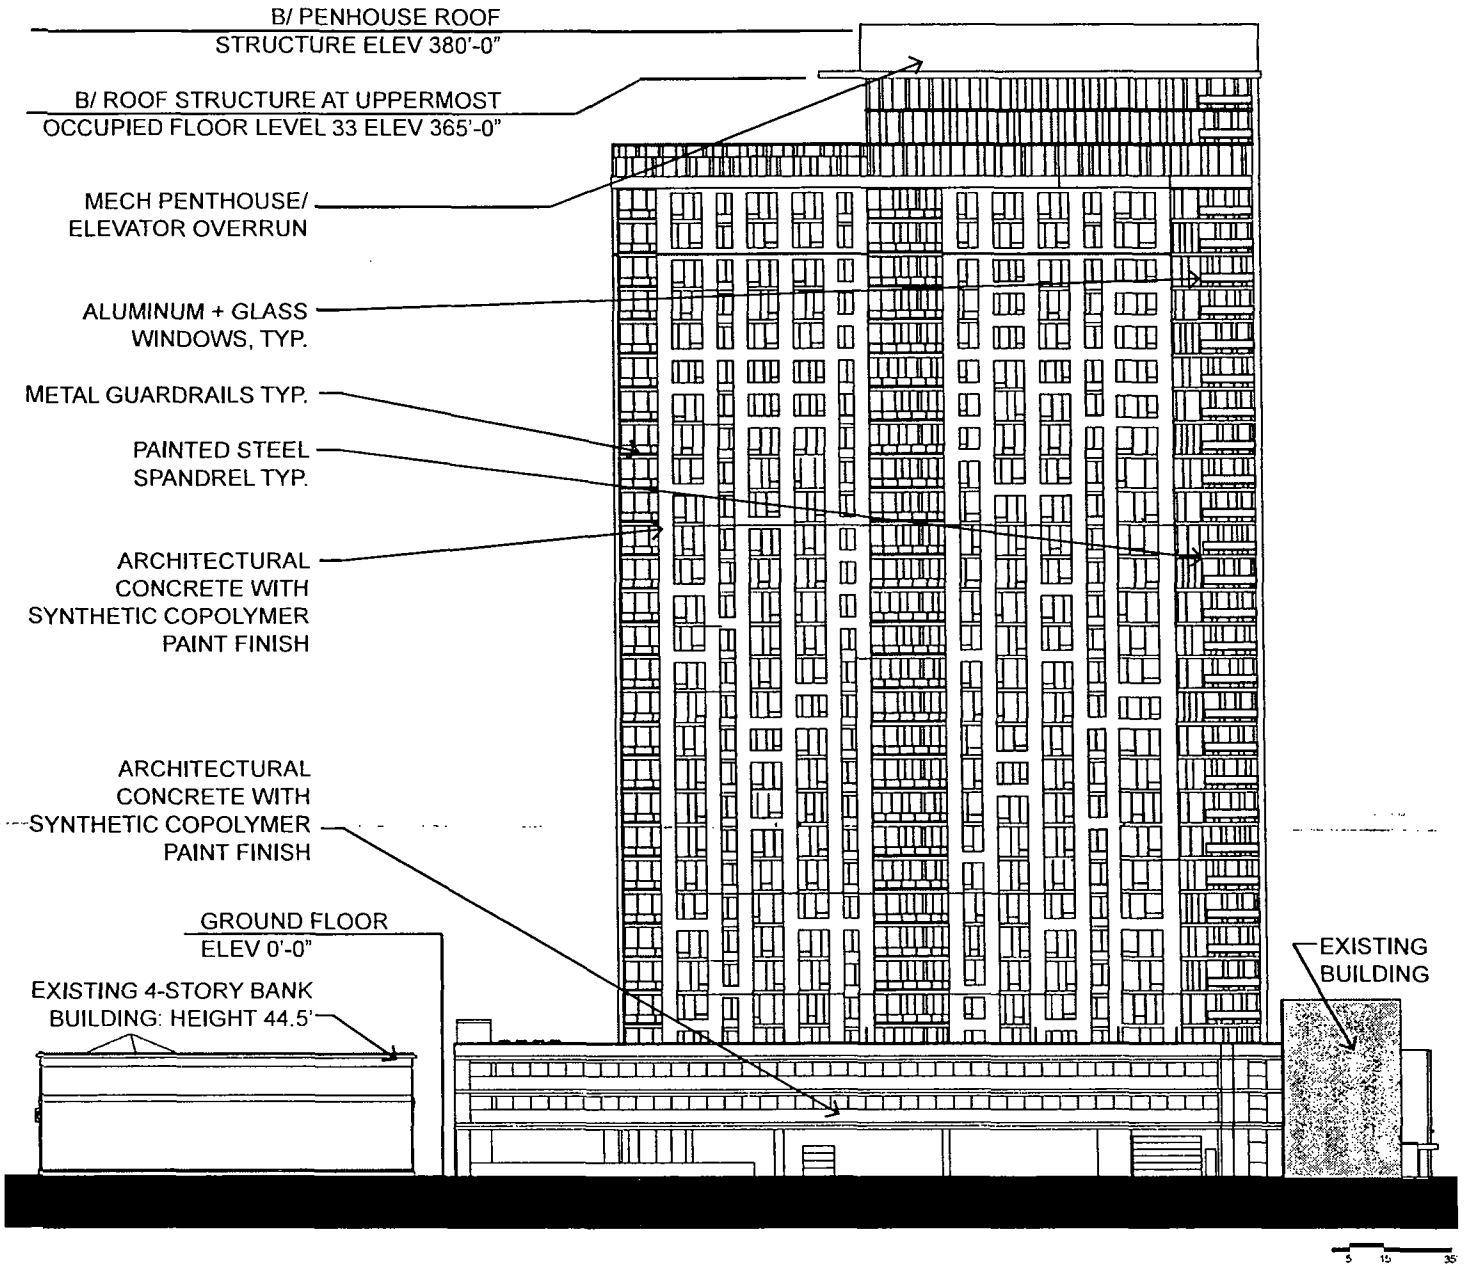 B/ PENHOUSE ROOF
STRUCTURE ELEV 380'-0"
B/ ROOF STRUCTURE AT UPPERMOST
OCCUPIED FLOOR LEVEL 33 ELEV 365'-0"
MECH PENTHOUSE/
ELEVATOR OVERRUN
ALUMINUM + GLASS
WINDOWS, TYP.
METAL GUARDRAILS TYP.
PAINTED STEEL
SPANDREL TYP.
ARCHITECTURAL
CONCRETE WITH
SYNTHETIC COPOLYMER
PAINT FINISH
ARCHITECTURAL
CONCRETE WITH
SYNTHETIC COPOLYMER
PAINT FINISH
GROUND FLOOR
ELEV 0'-0"
EXISTING 4-STORY BANK
BUILDING: HEIGHT 44.5'
EXISTING
BUILDING
5 15 35'